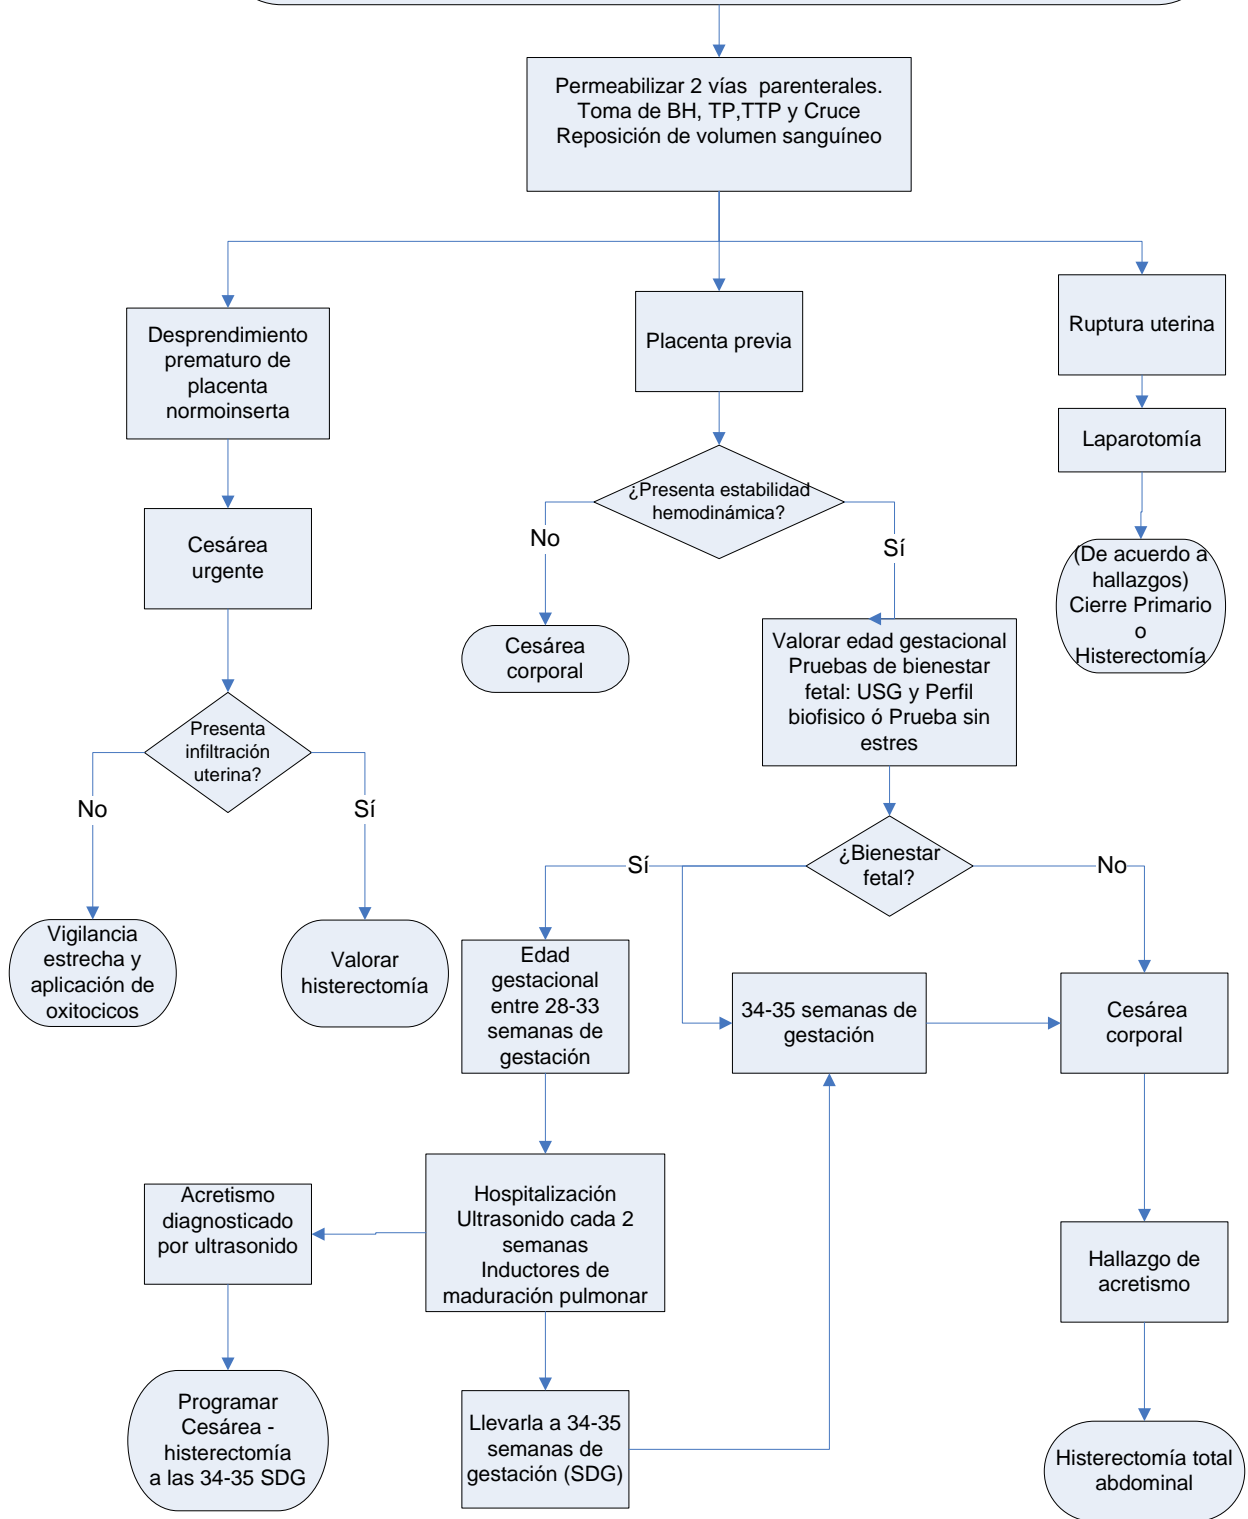 Permeabilizar 2 vías parenterales.
Toma de BH, TP,TTP y Cruce
Reposición de volumen sanguíneo
Desprendimiento
prematuro de
placenta
normoinserta
Placenta previa
Ruptura uterina
Laparotomía
¿Presenta estabilidad
hemodinámica?
No
Sí
Cesárea
urgente
(De acuerdo a
hallazgos)
Cierre Primario
o
Histerectomía
Cesárea
corporal
Valorar edad gestacional
Pruebas de bienestar
fetal: USG y Perfil
biofisico ó Prueba sin
estres
Presenta
infiltración
uterina?
No
Sí
¿Bienestar
fetal?
Sí
No
Vigilancia
estrecha y
aplicación de
oxitocicos
Valorar
histerectomía
Edad
gestacional
entre 28-33
semanas de
gestación
34-35 semanas de
gestación
Cesárea
corporal
Acretismo
diagnosticado
por ultrasonido
Hospitalización
Ultrasonido cada 2
semanas
Inductores de
maduración pulmonar
Hallazgo de
acretismo
Programar
Cesárea -
histerectomía
a las 34-35 SDG
Llevarla a 34-35
semanas de
gestación (SDG)
Histerectomía total
abdominal